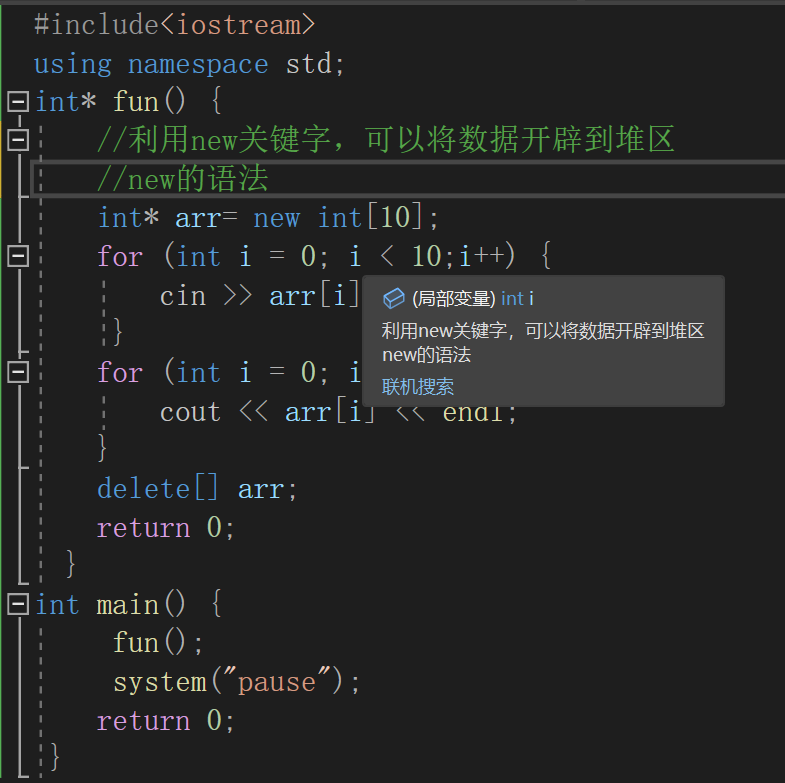 #include<iostream>
using namespace std;
int* fun() {
//利用new关键字，可以将数据开辟到堆区
//new的语法
int* arr= new int[10];
for (int i = 0; i < 10;i++) {
cin >> arr[i]
(局部变量) int i
利用new关键字，可以将数据开辟到堆区
new的语法
联机搜索
}
for (int i = 0; i
cout << arr[i] << endl;
}
delete[] arr;
return 0;
}
int main() {
fun();
system("pause");
return 0;
}